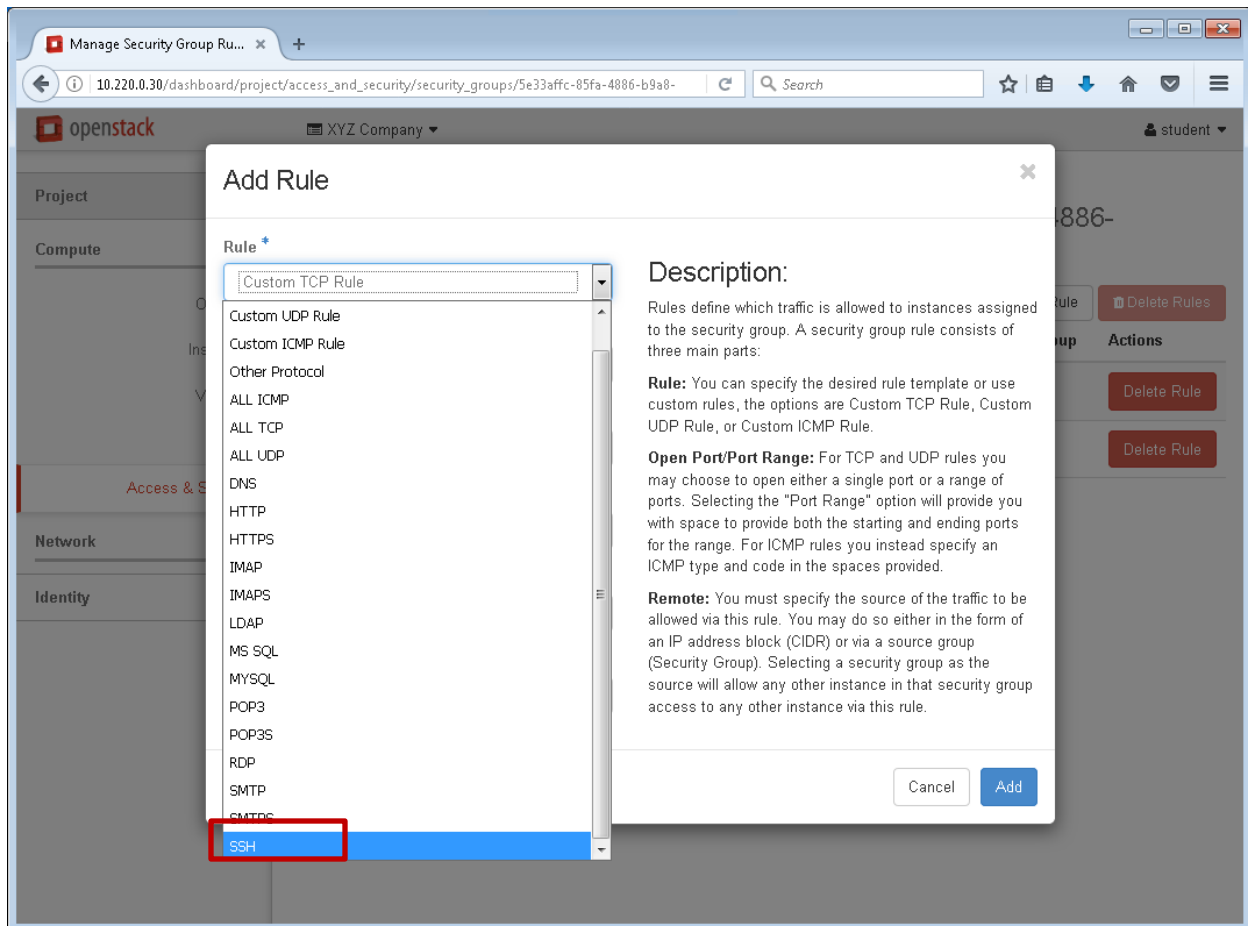 Manage Security Group Ru...
10.220.0.30/dashboard/project/access_and_security/security_groups/5e33affc-85fa-4886-b9a8-
Search
openstack
XYZ Company
student
Project
Compute
Access & S
Network
Identity
4886-
Rule
Delete Rules
Actions
Delete Rule
Delete Rule
Add Rule
Rule *
Custom TCP Rule
Custom UDP Rule
Custom ICMP Rule
Other Protocol
ALL ICMP
ALL TCP
ALL UDP
DNS
HTTP
HTTPS
IMAP
IMAPS
LDAP
MS SQL
MYSQL
POP3
POP3S
RDP
SMTP
SMTPS
SSH
Description:
Rules define which traffic is allowed to instances assigned
to the security group. A security group rule consists of
three main parts:
Rule: You can specify the desired rule template or use
custom rules, the options are Custom TCP Rule, Custom
UDP Rule, or Custom ICMP Rule.
Open Port/Port Range: For TCP and UDP rules you
may choose to open either a single port or a range of
ports. Selecting the "Port Range" option will provide you
with space to provide both the starting and ending ports
for the range. For ICMP rules you instead specify an
ICMP type and code in the spaces provided.
Remote: You must specify the source of the traffic to be
allowed via this rule. You may do so either in the form of
an IP address block (CIDR) or via a source group
(Security Group). Selecting a security group as the
source will allow any other instance in that security group
access to any other instance via this rule.
Cancel
Add